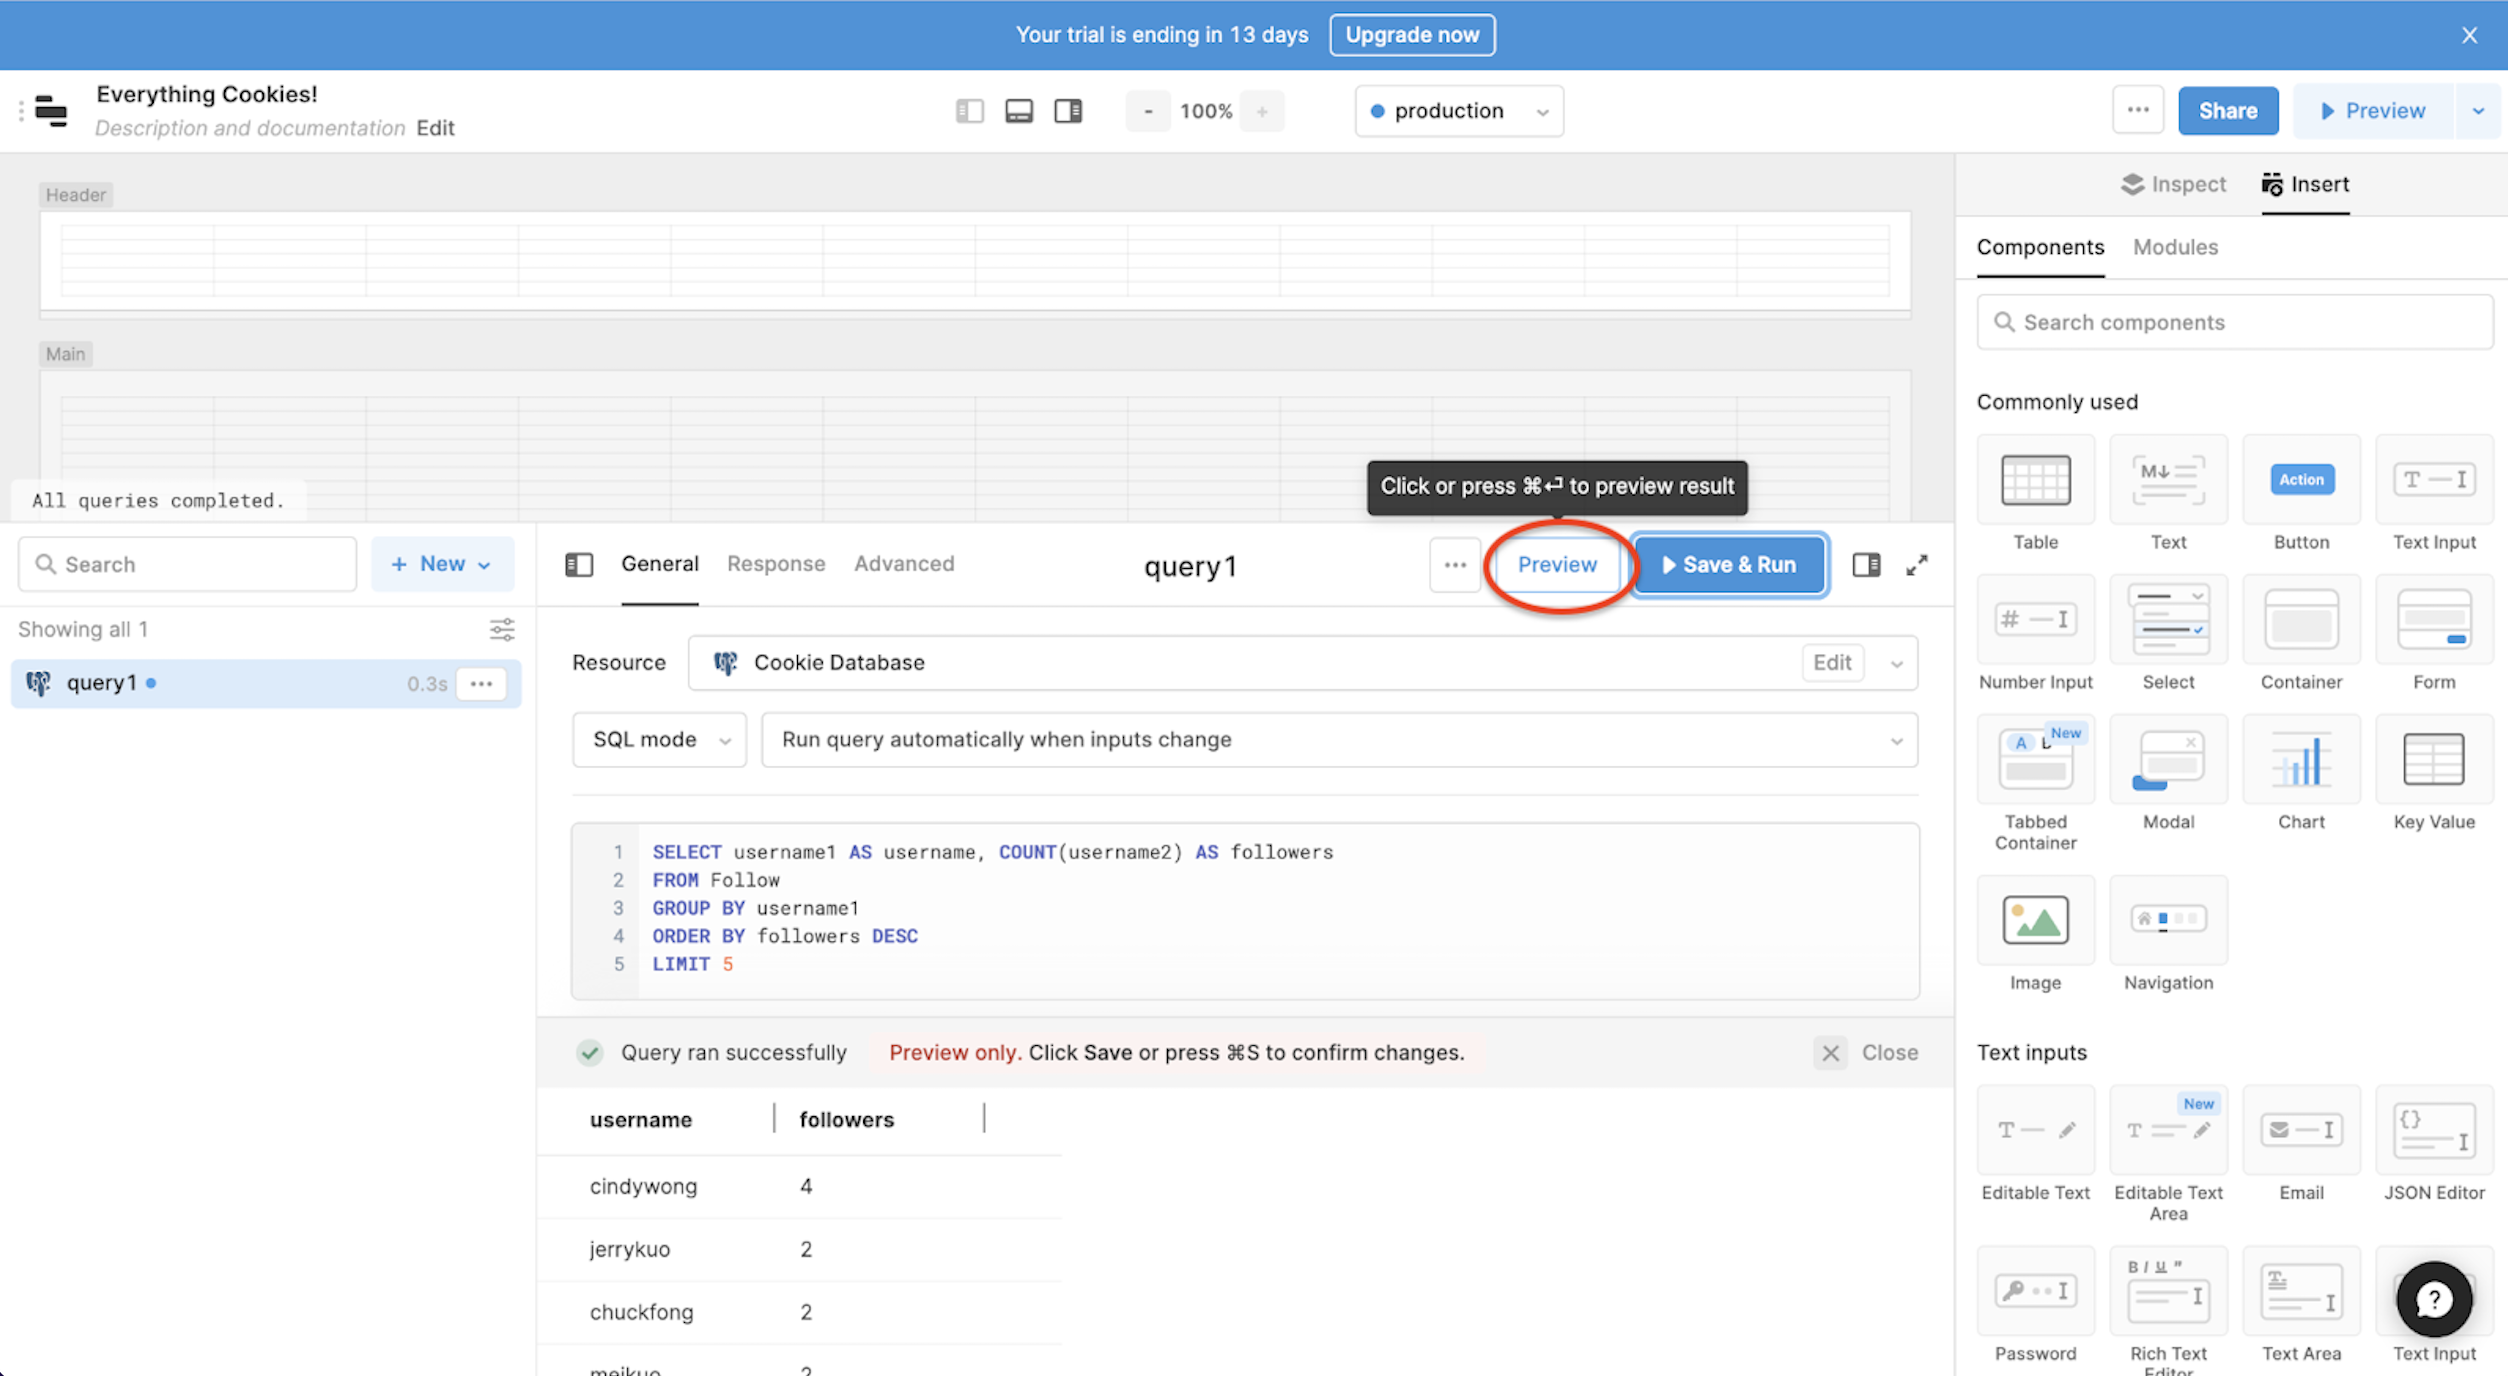 Your trial is ending in 13 days Upgrade now
Everything Cookies!
Description and documentation Edit
- 100% +
production
Share
Preview
Header
Main
All queries completed.
Click or press ⌘⏎ to preview result
Inspect Insert
Components Modules
Search components
Commonly used
M↓
Action
T I
Table Text Button Text Input
# I
Number Input Select Container Form
A New
Tabbed Container
Modal Chart Key Value
Image Navigation
Text inputs
New
Editable Text
Editable Text Area
Email
{}
JSON Editor
B I U "
Password
Rich Text Editor
Text Area
Text Input
?
Search
+ New
Showing all 1
query1 0.3s
General Response Advanced
query1
Preview
Save & Run
Resource Cookie Database Edit
SQL mode Run query automatically when inputs change
1 SELECT username1 AS username, COUNT(username2) AS followers
2 FROM Follow
3 GROUP BY username1
4 ORDER BY followers DESC
5 LIMIT 5
Query ran successfully Preview only. Click Save or press ⌘S to confirm changes. Close
username followers
cindywong 4
jerrykuo 2
chuckfong 2
meikuo 2